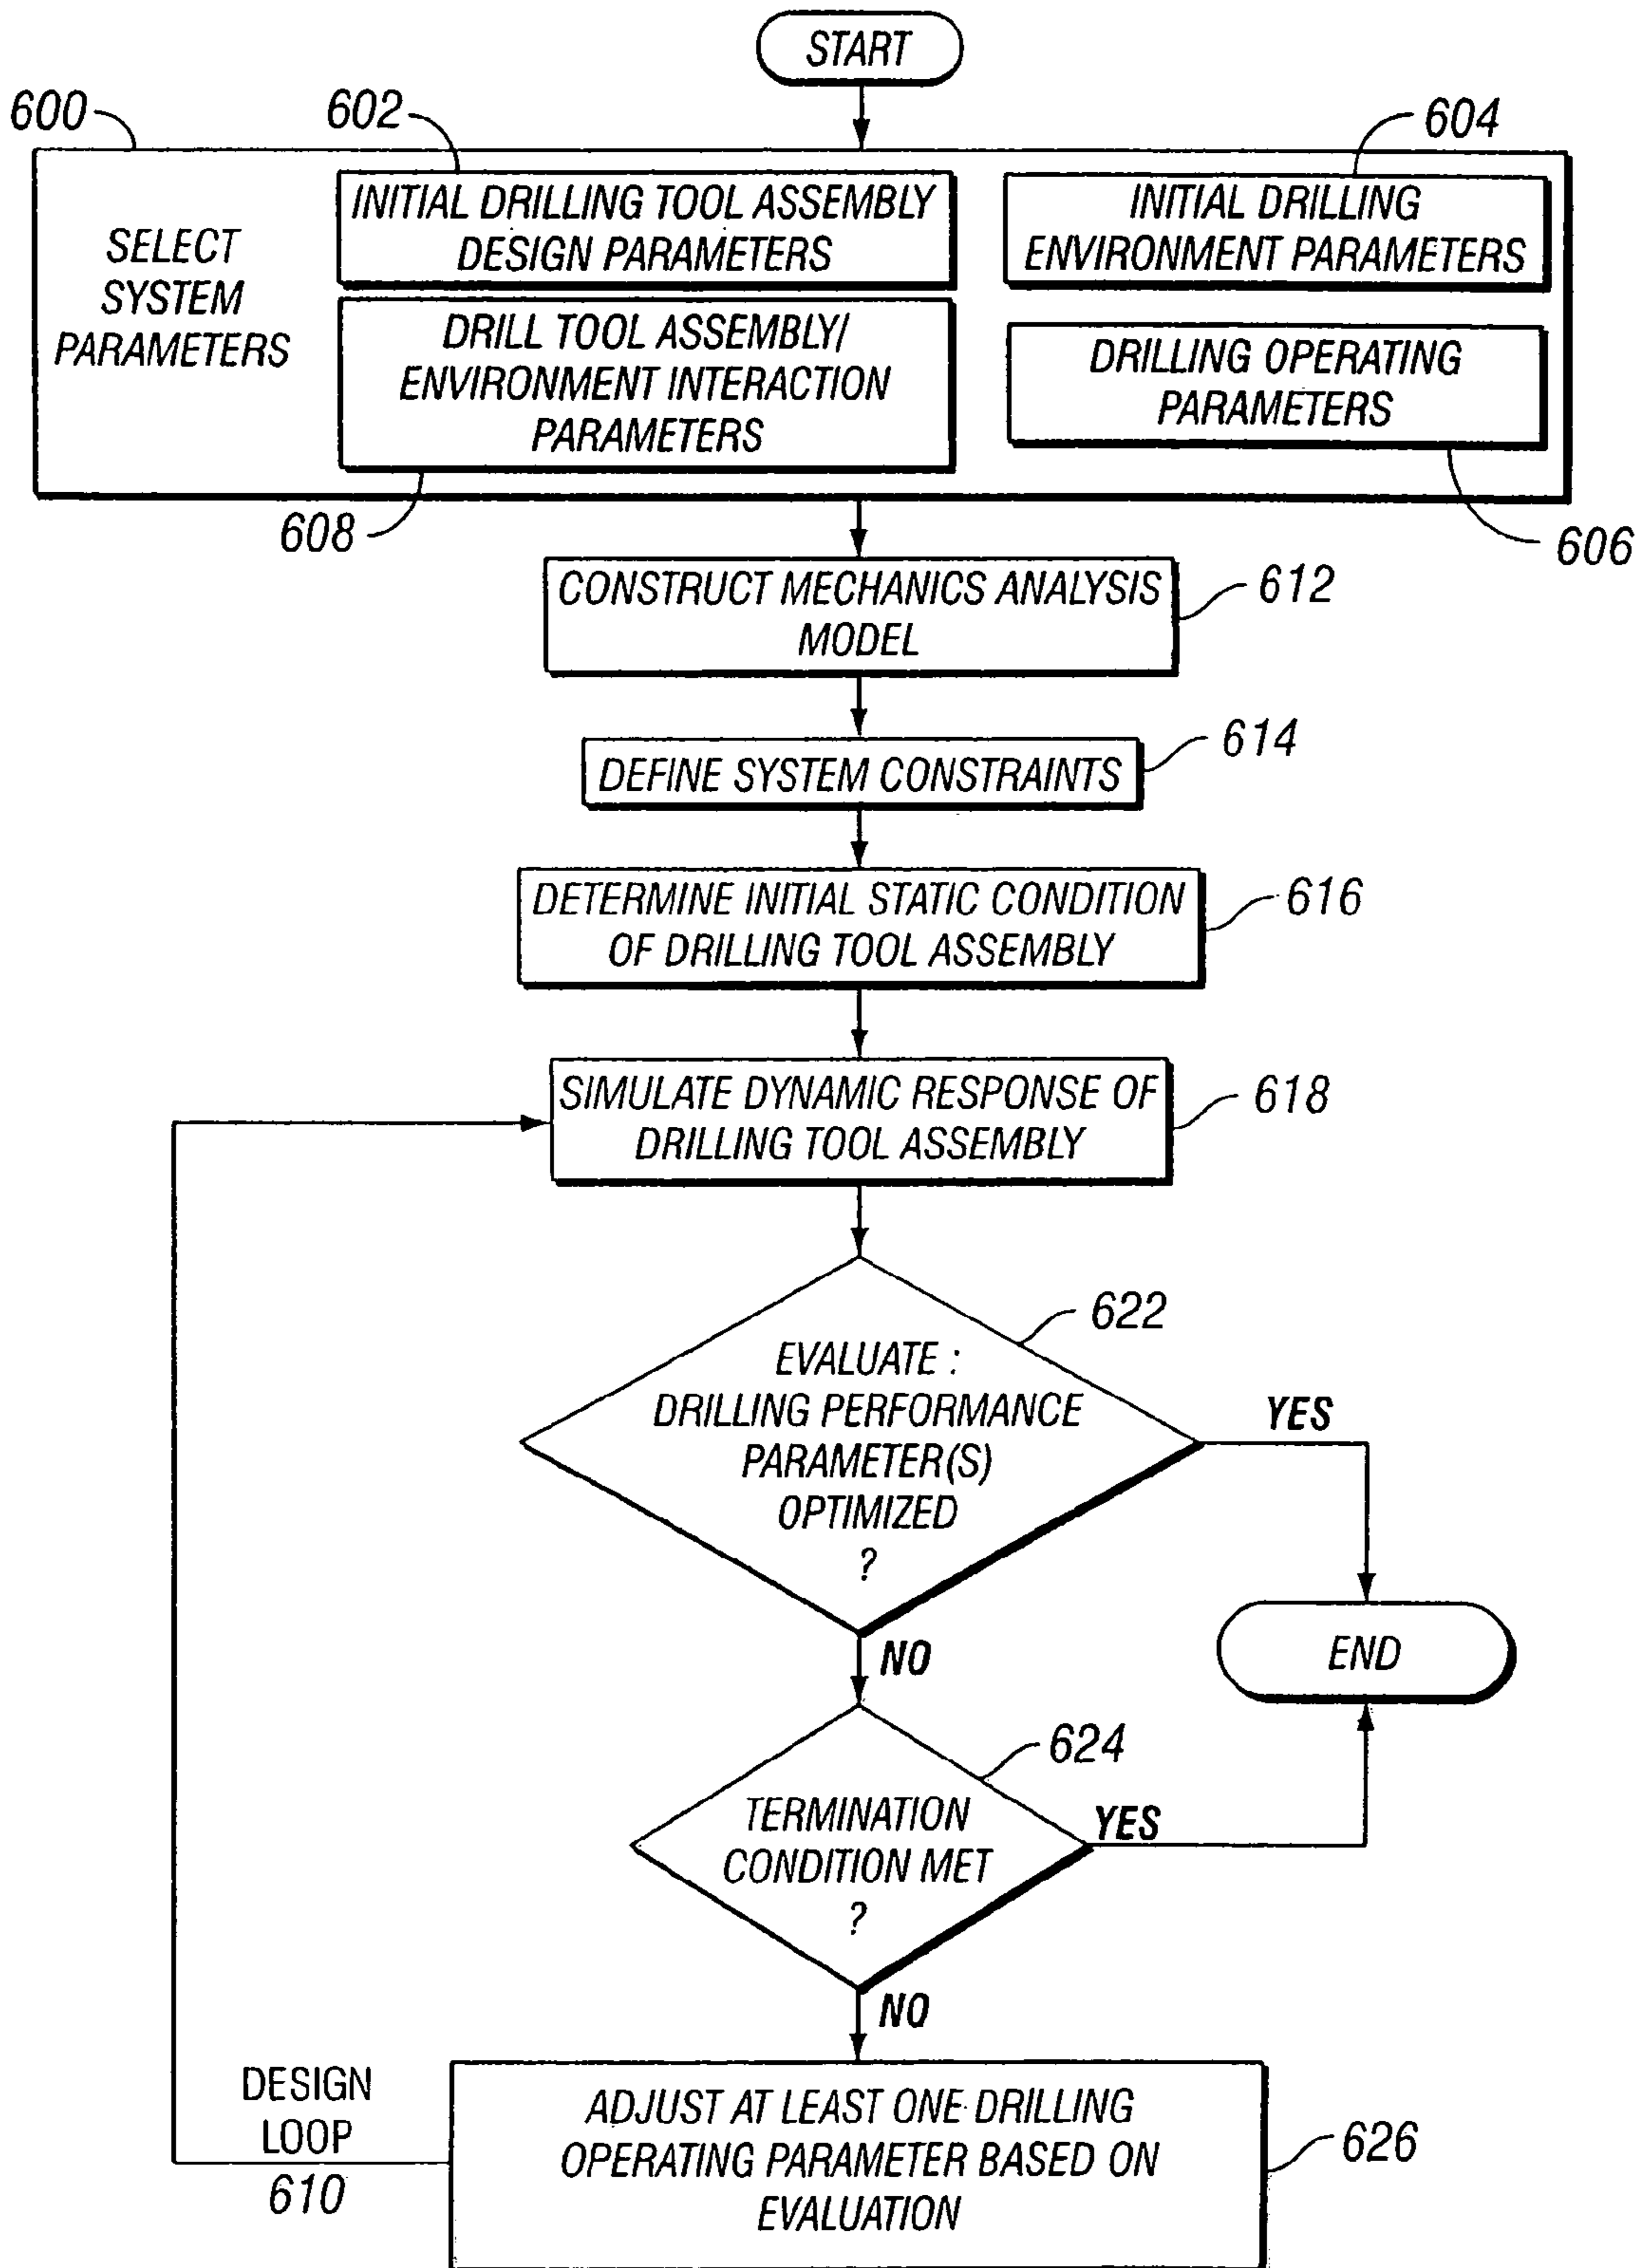 START
600
602
604
SELECT
SYSTEM
PARAMETERS
INITIAL DRILLING TOOL ASSEMBLY
DESIGN PARAMETERS
INITIAL DRILLING
ENVIRONMENT PARAMETERS
DRILL TOOL ASSEMBLY/
ENVIRONMENT INTERACTION
PARAMETERS
DRILLING OPERATING
PARAMETERS
608
606
CONSTRUCT MECHANICS ANALYSIS
MODEL
612
DEFINE SYSTEM CONSTRAINTS
614
DETERMINE INITIAL STATIC CONDITION
OF DRILLING TOOL ASSEMBLY
616
SIMULATE DYNAMIC RESPONSE OF
DRILLING TOOL ASSEMBLY
618
EVALUATE :
DRILLING PERFORMANCE
PARAMETER(S)
OPTIMIZED
?
622
YES
NO
END
TERMINATION
CONDITION MET
?
624
YES
NO
DESIGN
LOOP
610
ADJUST AT LEAST ONE DRILLING
OPERATING PARAMETER BASED ON
EVALUATION
626